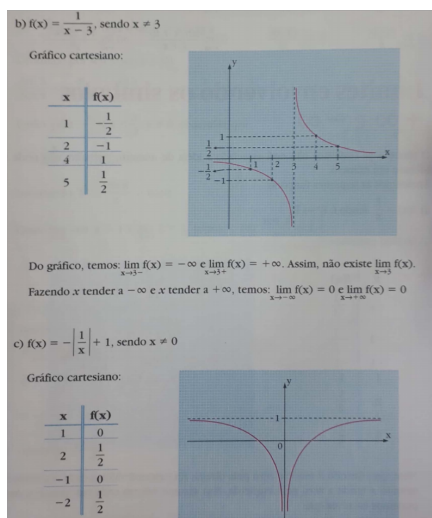 b) f(x) = 1/(x − 3), sendo x ≠ 3
Gráfico cartesiano:
x f(x)
1 −1/2
2 −1
4 1
5 1/2
y
1
1/2
−1/2
−1
1 2 3 4 5
x
Do gráfico, temos: lim x→3− f(x) = −∞ e lim x→3+ f(x) = +∞. Assim, não existe lim x→3 f(x).
Fazendo x tender a −∞ e x tender a +∞, temos: lim x→−∞ f(x) = 0 e lim x→+∞ f(x) = 0
c) f(x) = −|1/x| + 1, sendo x ≠ 0
Gráfico cartesiano:
x f(x)
1 0
2 1/2
−1 0
−2 1/2
y
1
0
x